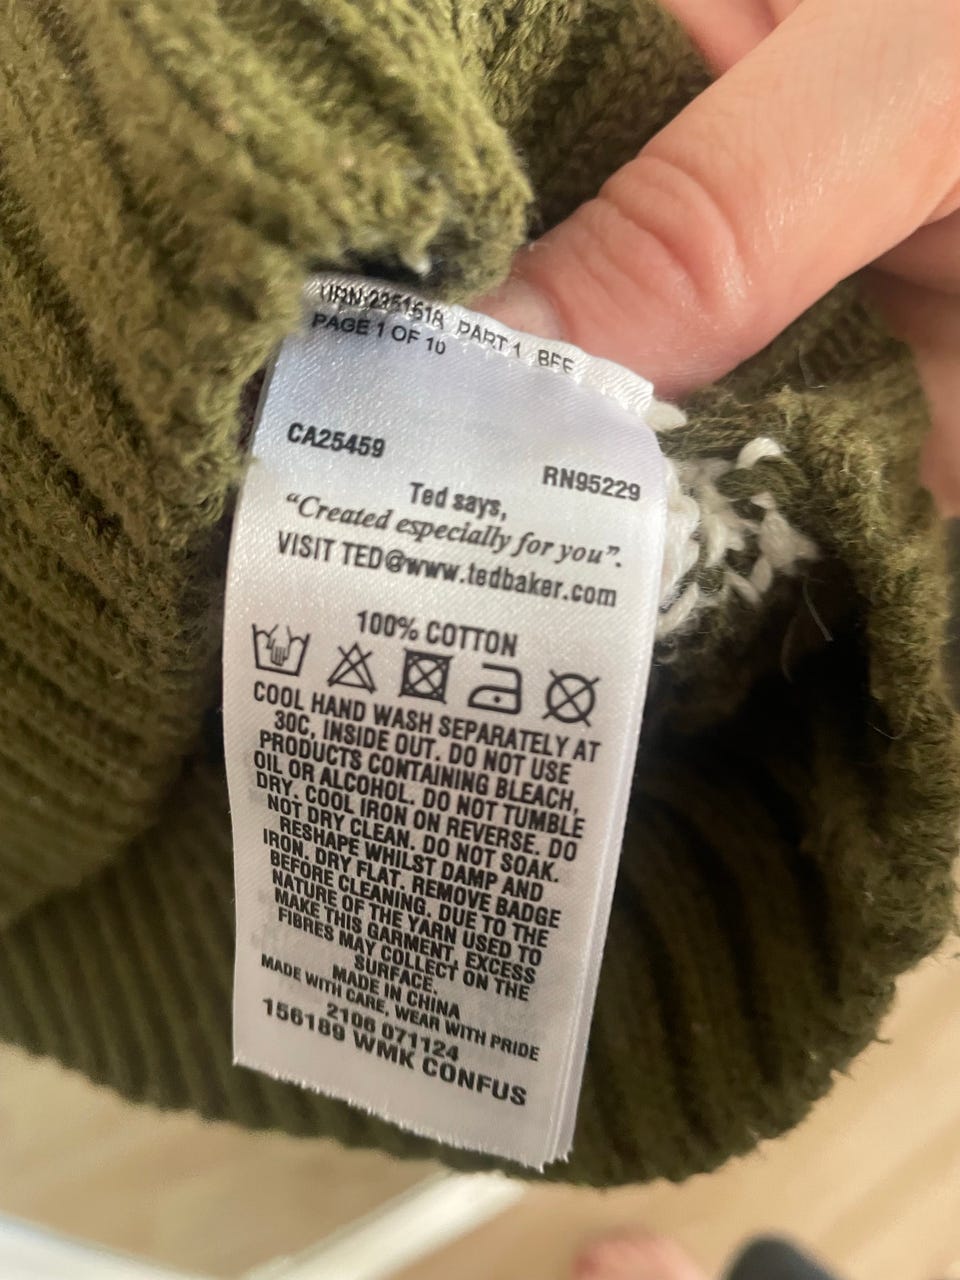 URN-2251618 PART 1 BFE
PAGE 1 OF 10
CA25459
RN95229
Ted says,
“Created especially for you”.
VISIT TED@www.tedbaker.com
100% COTTON
COOL HAND WASH SEPARATELY AT
30C, INSIDE OUT. DO NOT USE
PRODUCTS CONTAINING BLEACH,
OIL OR ALCOHOL. DO NOT TUMBLE
DRY. COOL IRON ON REVERSE. DO
NOT DRY CLEAN. DO NOT SOAK.
RESHAPE WHILST DAMP AND
IRON. DRY FLAT. REMOVE BADGE
BEFORE CLEANING. DUE TO THE
NATURE OF THE YARN USED TO
MAKE THIS GARMENT, EXCESS
FIBRES MAY COLLECT ON THE
SURFACE.
MADE IN CHINA
MADE WITH CARE, WEAR WITH PRIDE
2106 071124
156189 WMK CONFUS